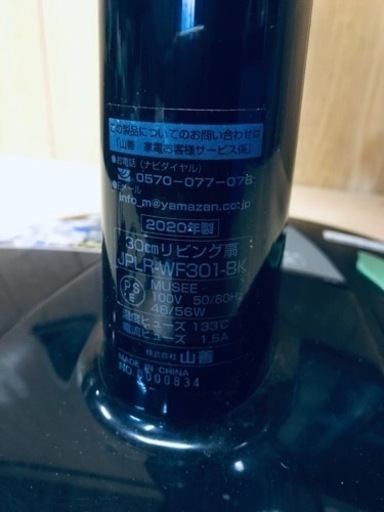 この製品についてのお問い合わせは
「山善 家電お客様サービス係」
お電話（ナビダイヤル）
0570-077-078
Eメール
info_m@yamazen.co.jp
2020年製
30cmリビング扇
JPLR-WF301-BK
MUSEE
PSE
100V 50/60Hz
48/56W
温度ヒューズ 133℃
電流ヒューズ 1.5A
株式会社 山善
MADE IN CHINA
NO. 000834